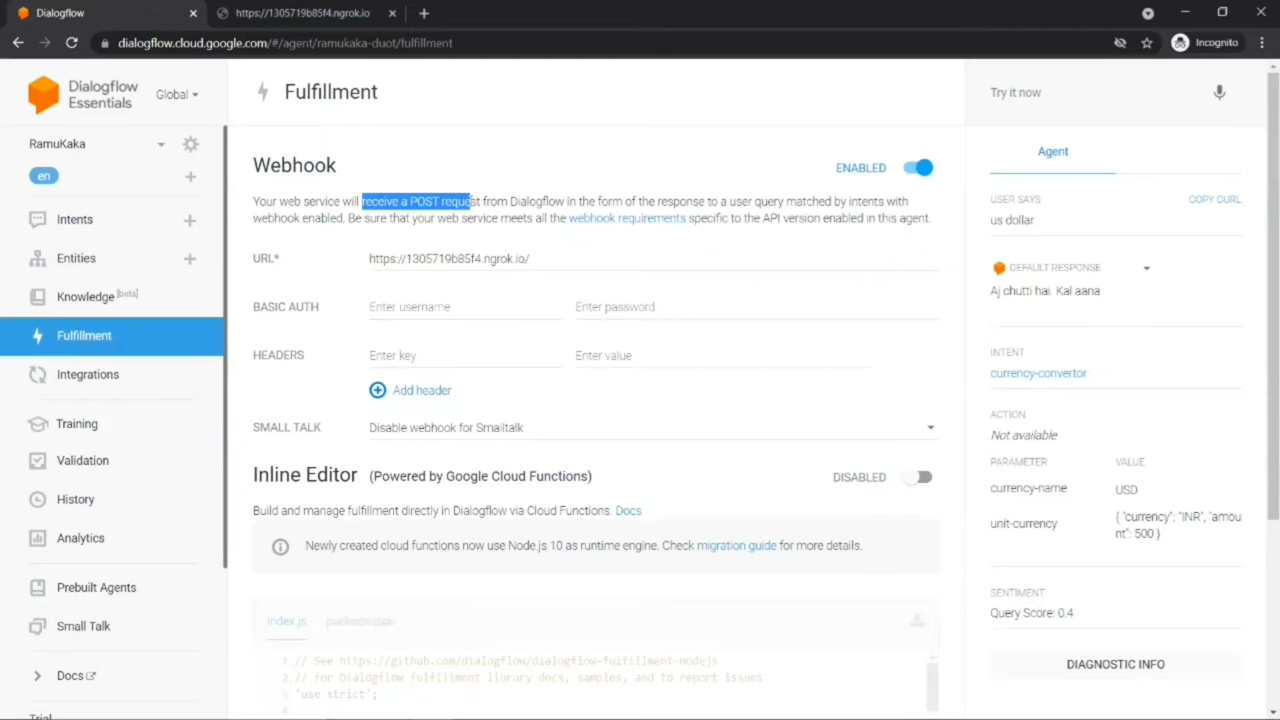 Dialogflow
https://1305719b85f4.ngrok.io
dialogflow.cloud.google.com/#/agent/ramukaka-duot/fulfillment
Incognito
Dialogflow
Essentials
Global
RamuKaka
en
Intents
Entities
Knowledge [beta]
Fulfillment
Integrations
Training
Validation
History
Analytics
Prebuilt Agents
Small Talk
Docs
Trial
Fulfillment
Webhook
ENABLED
Your web service will receive a POST request from Dialogflow in the form of the response to a user query matched by intents with
webhook enabled. Be sure that your web service meets all the webhook requirements specific to the API version enabled in this agent.
URL*
https://1305719b85f4.ngrok.io/
BASIC AUTH
Enter username
Enter password
HEADERS
Enter key
Enter value
Add header
SMALL TALK
Disable webhook for Smalltalk
Inline Editor (Powered by Google Cloud Functions)
DISABLED
Build and manage fulfillment directly in Dialogflow via Cloud Functions. Docs
Newly created cloud functions now use Node.js 10 as runtime engine. Check migration guide for more details.
index.js
package.json
1 // See https://github.com/dialogflow/dialogflow-fulfillment-nodejs
2 // for Dialogflow fulfillment library docs, samples, and to report issues
3 'use strict';
4
Try it now
Agent
USER SAYS
COPY CURL
us dollar
DEFAULT RESPONSE
Aj chutti hai. Kal aana
INTENT
currency-convertor
ACTION
Not available
PARAMETER
VALUE
currency-name
USD
unit-currency
{ "currency": "INR", "amou
nt": 500 }
SENTIMENT
Query Score: 0.4
DIAGNOSTIC INFO